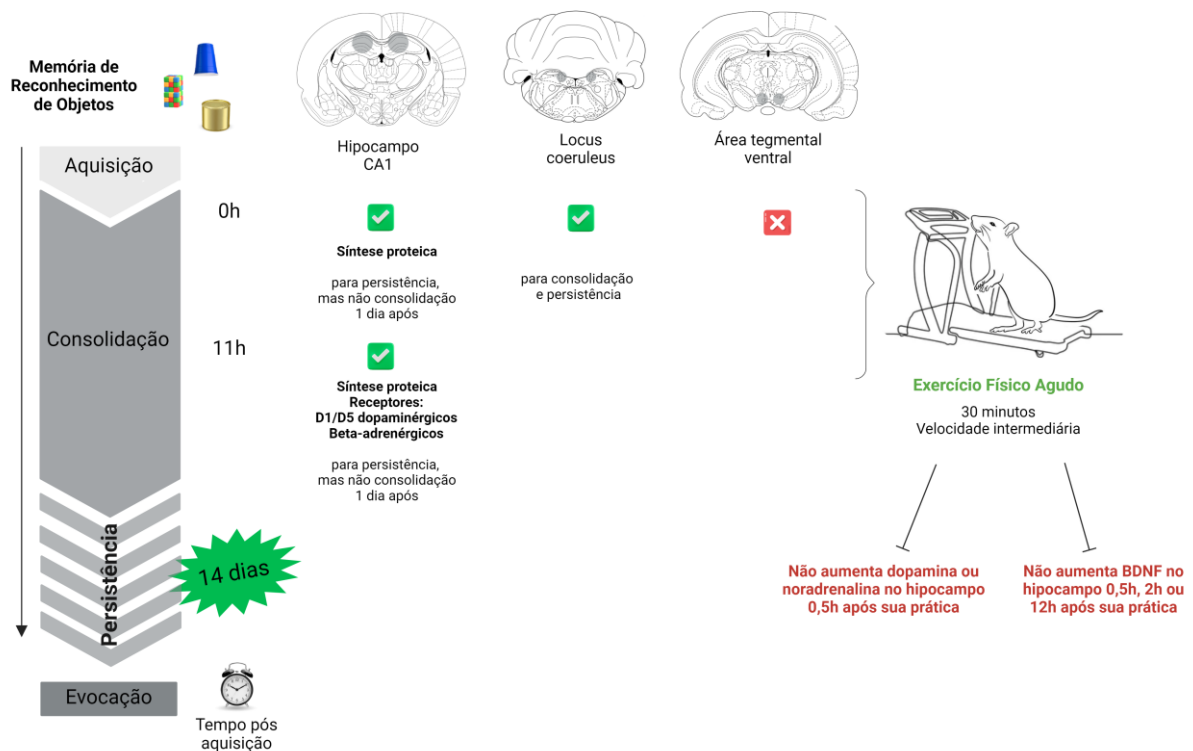 Memória de
Reconhecimento
de Objetos
Hipocampo
CA1
Locus
coeruleus
Área tegmental
ventral
Aquisição
0h
Síntese proteica
para persistência,
mas não consolidação
1 dia após
para consolidação
e persistência
Consolidação
11h
Síntese proteica
Receptores:
D1/D5 dopaminérgicos
Beta-adrenérgicos
para persistência,
mas não consolidação
1 dia após
Exercício Físico Agudo
30 minutos
Velocidade intermediária
Não aumenta dopamina ou
noradrenalina no hipocampo
0,5h após sua prática
Não aumenta BDNF no
hipocampo 0,5h, 2h ou
12h após sua prática
Persistência
14 dias
Evocação
Tempo pós
aquisição